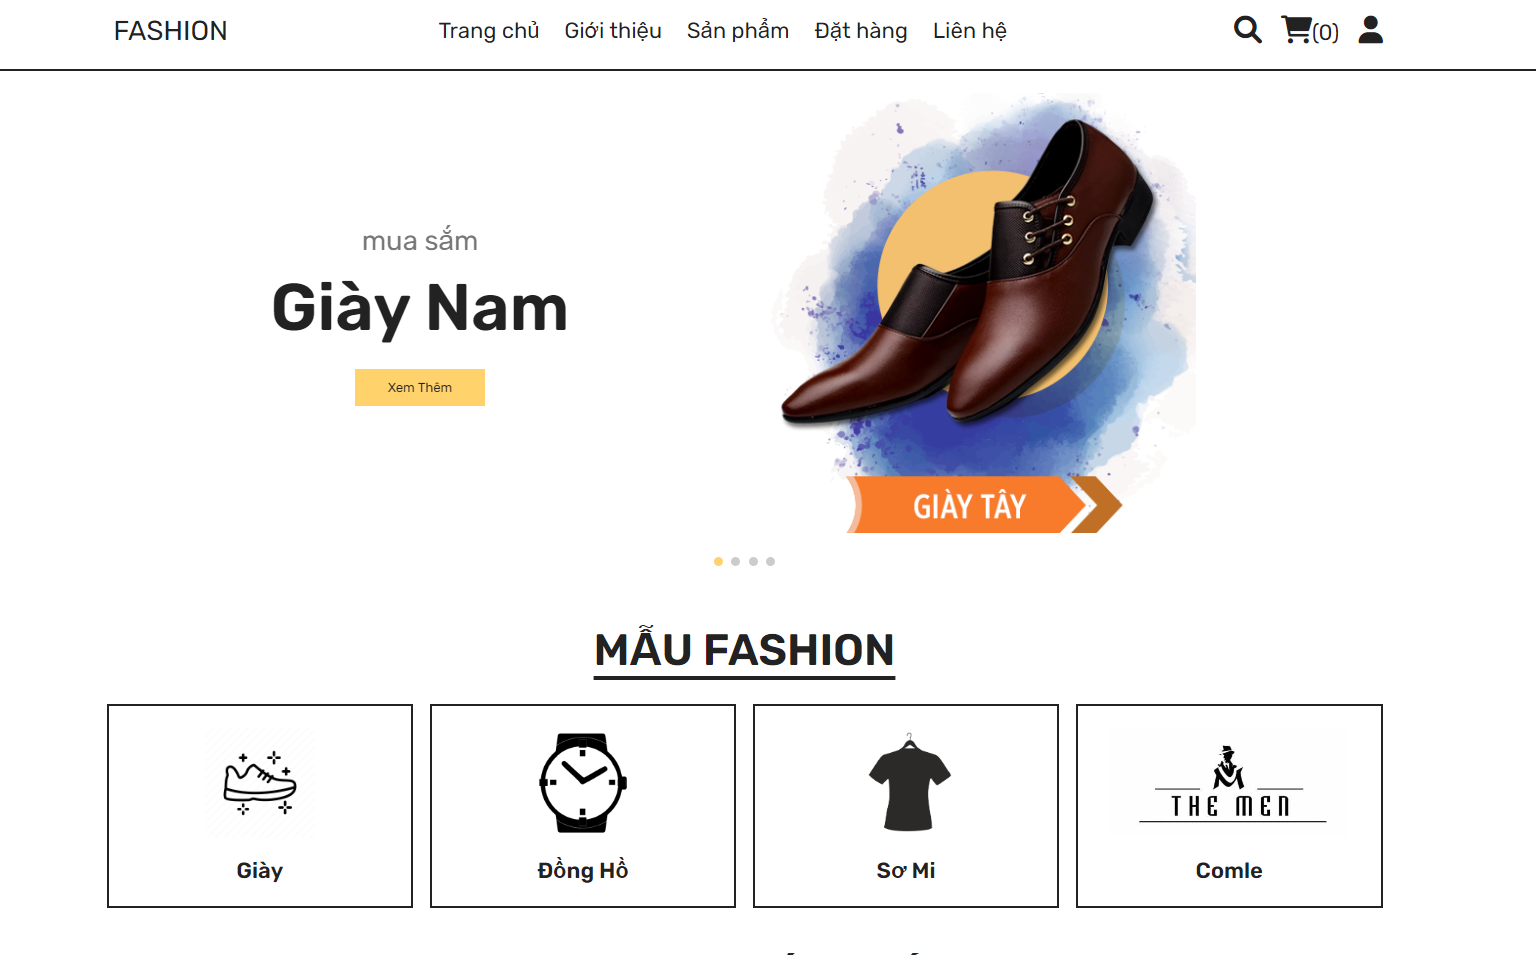 FASHION
Trang chủ Giới thiệu Sản phẩm Đặt hàng Liên hệ
(0)
mua sắm
Giày Nam
Xem Thêm
GIÀY TÂY
MẪU FASHION
THE MEN
Giày
Đồng Hồ
Sơ Mi
Comle